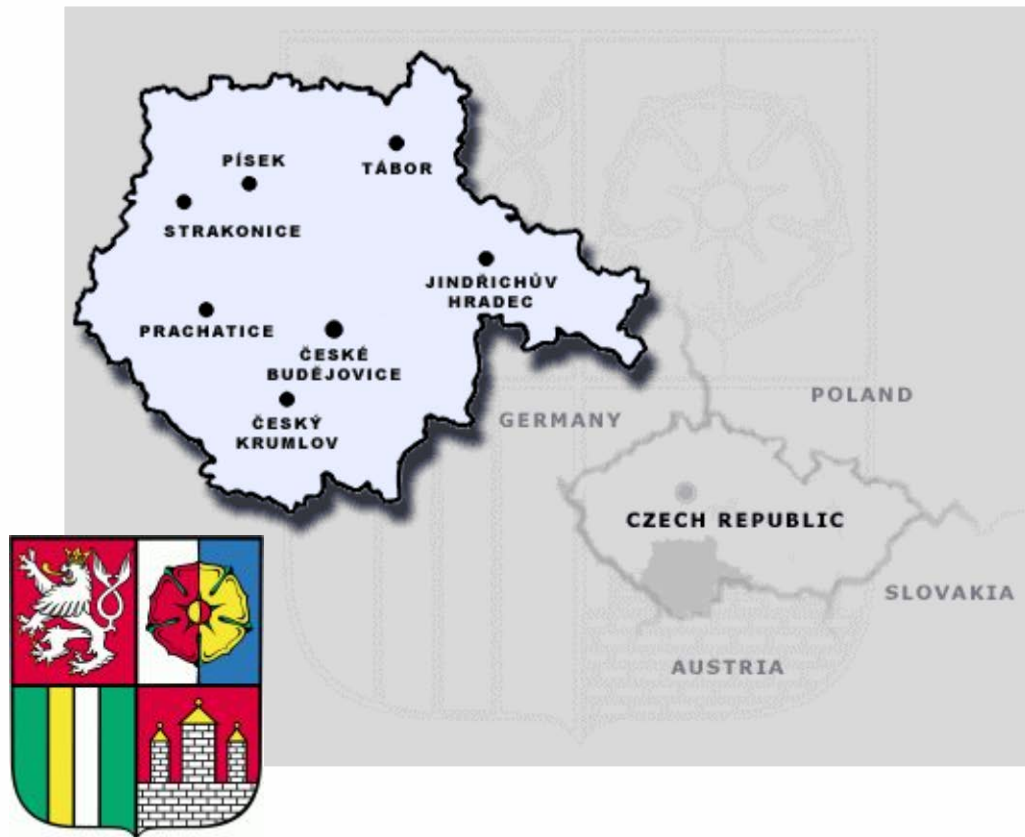 TÁBOR
PÍSEK
STRAKONICE
JINDŘICHŮV
HRADEC
PRACHATICE
ČESKÉ
BUDĚJOVICE
ČESKÝ
KRUMLOV
GERMANY
POLAND
CZECH REPUBLIC
SLOVAKIA
AUSTRIA